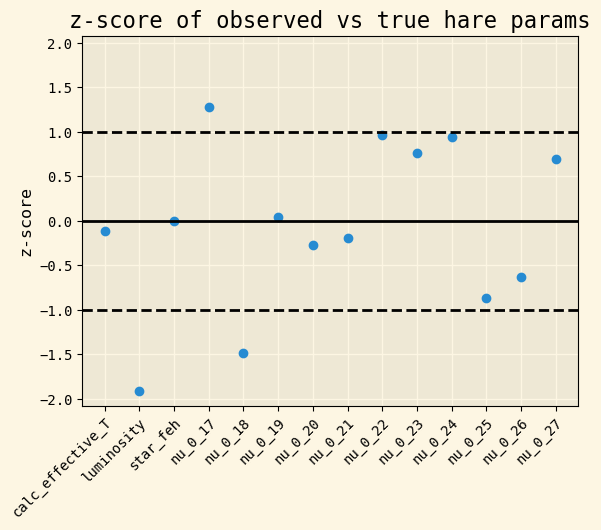 z-score of observed vs true hare params
z-score
2.0
1.5
1.0
0.5
0.0
−0.5
−1.0
−1.5
−2.0
calc_effective_T
luminosity
star_feh
nu_0_17
nu_0_18
nu_0_19
nu_0_20
nu_0_21
nu_0_22
nu_0_23
nu_0_24
nu_0_25
nu_0_26
nu_0_27